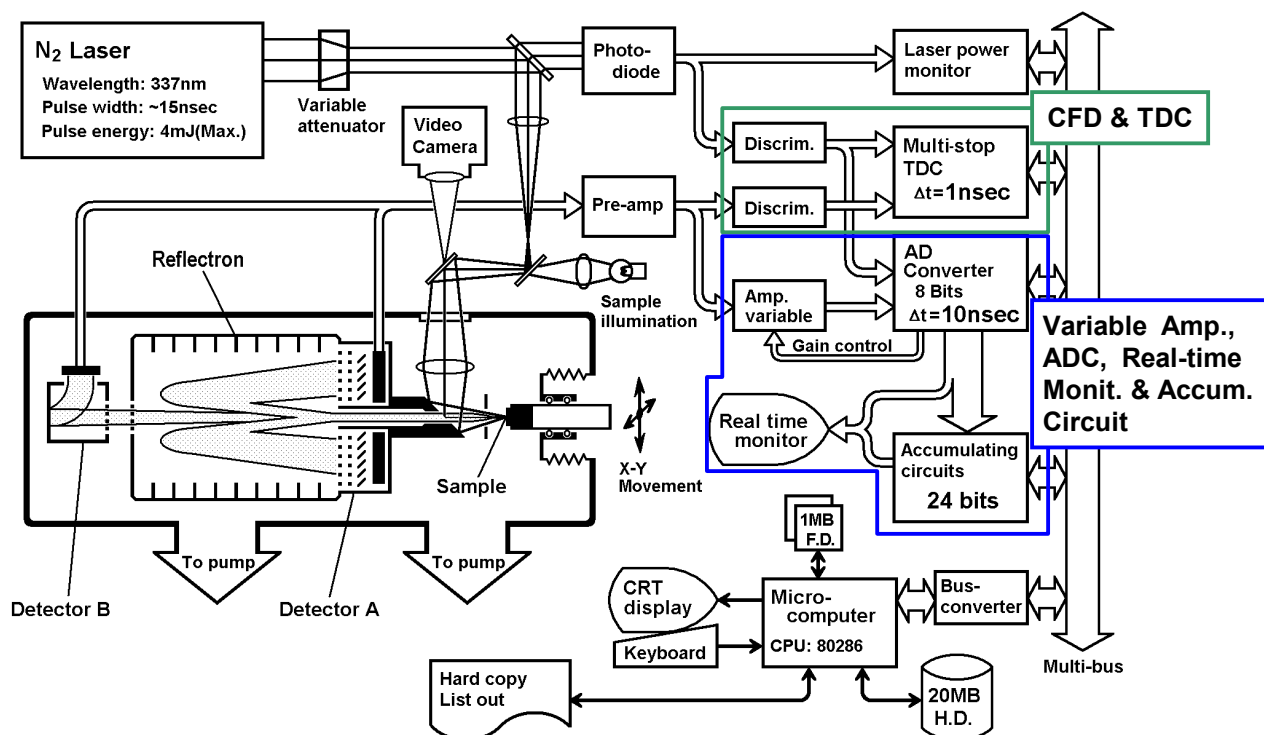 N2 Laser
Wavelength: 337nm
Pulse width: ~15nsec
Pulse energy: 4mJ(Max.)
Variable
attenuator
Photo-
diode
Laser power
monitor
CFD & TDC
Video
Camera
Discrim.
Multi-stop
TDC
Δt=1nsec
Pre-amp
Discrim.
Reflectron
Sample
illumination
Amp.
variable
AD
Converter
8 Bits
Δt=10nsec
Gain control
Variable Amp.,
ADC, Real-time
Monit. & Accum.
Circuit
Real time
monitor
Accumulating
circuits
24 bits
X-Y
Movement
Sample
To pump
To pump
Detector B
Detector A
1MB
F.D.
CRT
display
Keyboard
Micro-
computer
CPU: 80286
Bus-
converter
Multi-bus
Hard copy
List out
20MB
H.D.